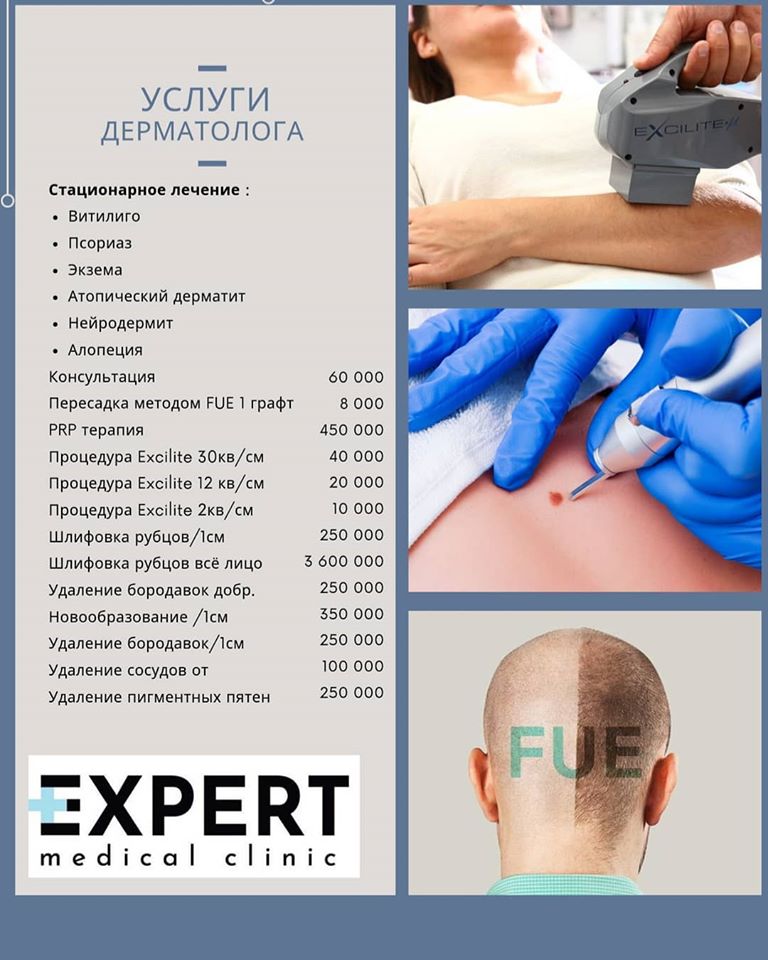 УСЛУГИ
ДЕРМАТОЛОГА
Стационарное лечение :
• Витилиго
• Псориаз
• Экзема
• Атопический дерматит
• Нейродермит
• Алопеция
Консультация 60 000
Пересадка методом FUE 1 графт 8 000
PRP терапия 450 000
Процедура Excilite 30кв/см 40 000
Процедура Excilite 12 кв/см 20 000
Процедура Excilite 2кв/см 10 000
Шлифовка рубцов/1см 250 000
Шлифовка рубцов всё лицо 3 600 000
Удаление бородавок добр. 250 000
Новообразование /1см 350 000
Удаление бородавок/1см 250 000
Удаление сосудов от 100 000
Удаление пигментных пятен 250 000
EXPERT
medical clinic
EXCILITE-µ
FUE